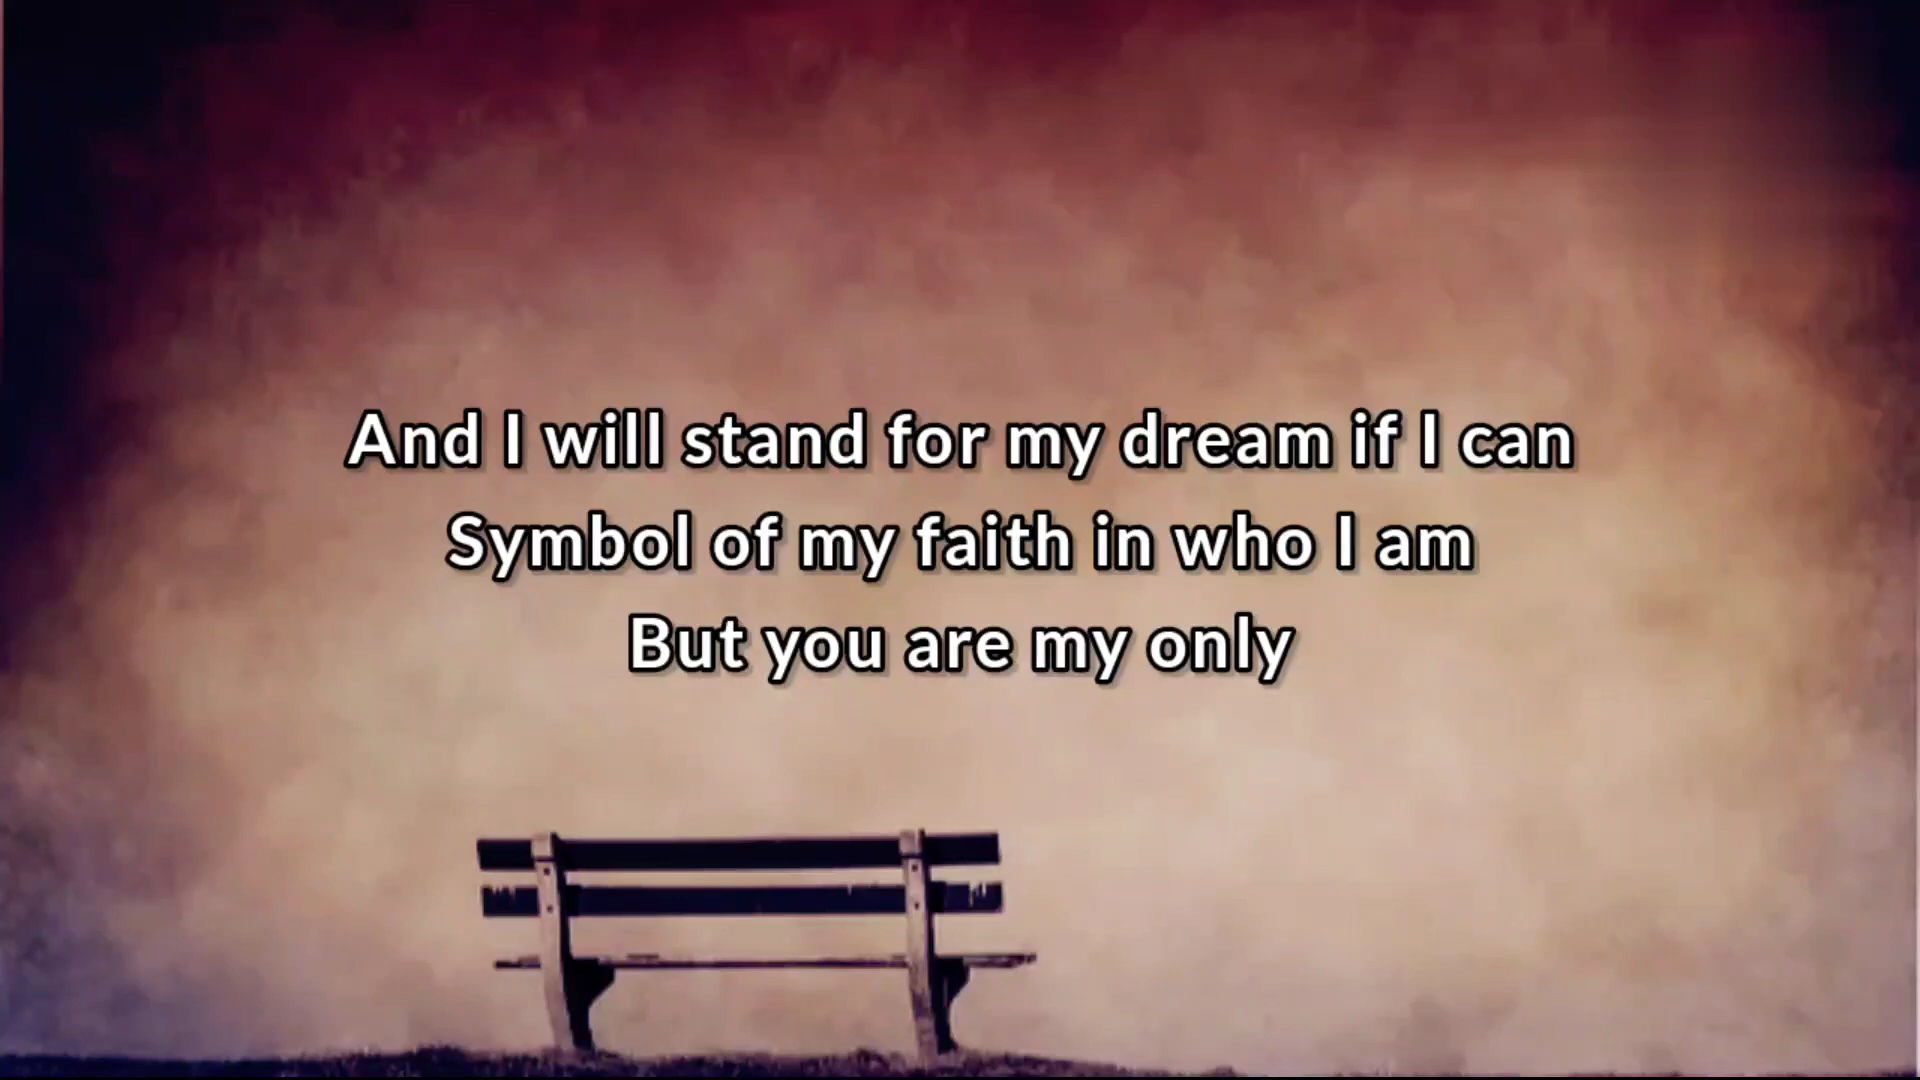 And I will stand for my dream if I can
Symbol of my faith in who I am
But you are my only